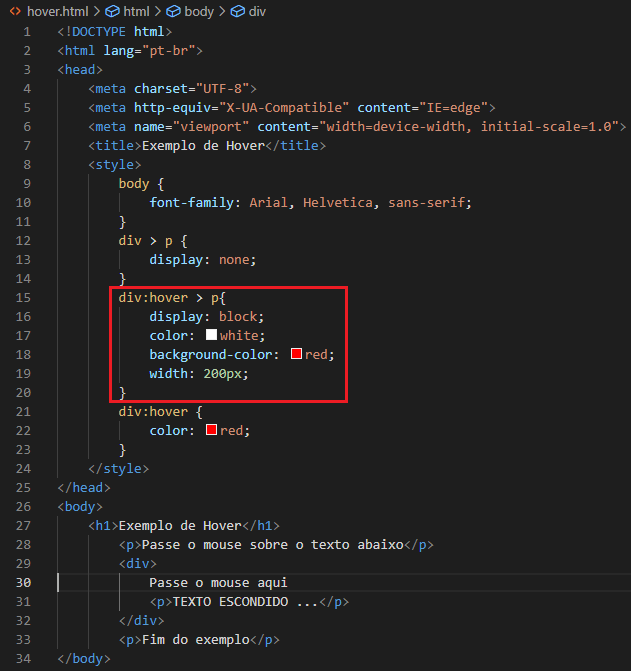 <> hover.html > html > body > div
1 <!DOCTYPE html>
2 <html lang="pt-br">
3 <head>
4     <meta charset="UTF-8">
5     <meta http-equiv="X-UA-Compatible" content="IE=edge">
6     <meta name="viewport" content="width=device-width, initial-scale=1.0">
7     <title>Exemplo de Hover</title>
8     <style>
9         body {
10             font-family: Arial, Helvetica, sans-serif;
11         }
12         div > p {
13             display: none;
14         }
15         div:hover > p{
16             display: block;
17             color: white;
18             background-color: red;
19             width: 200px;
20         }
21         div:hover {
22             color: red;
23         }
24     </style>
25 </head>
26 <body>
27     <h1>Exemplo de Hover</h1>
28         <p>Passe o mouse sobre o texto abaixo</p>
29         <div>
30             Passe o mouse aqui
31             <p>TEXTO ESCONDIDO ...</p>
32         </div>
33         <p>Fim do exemplo</p>
34 </body>